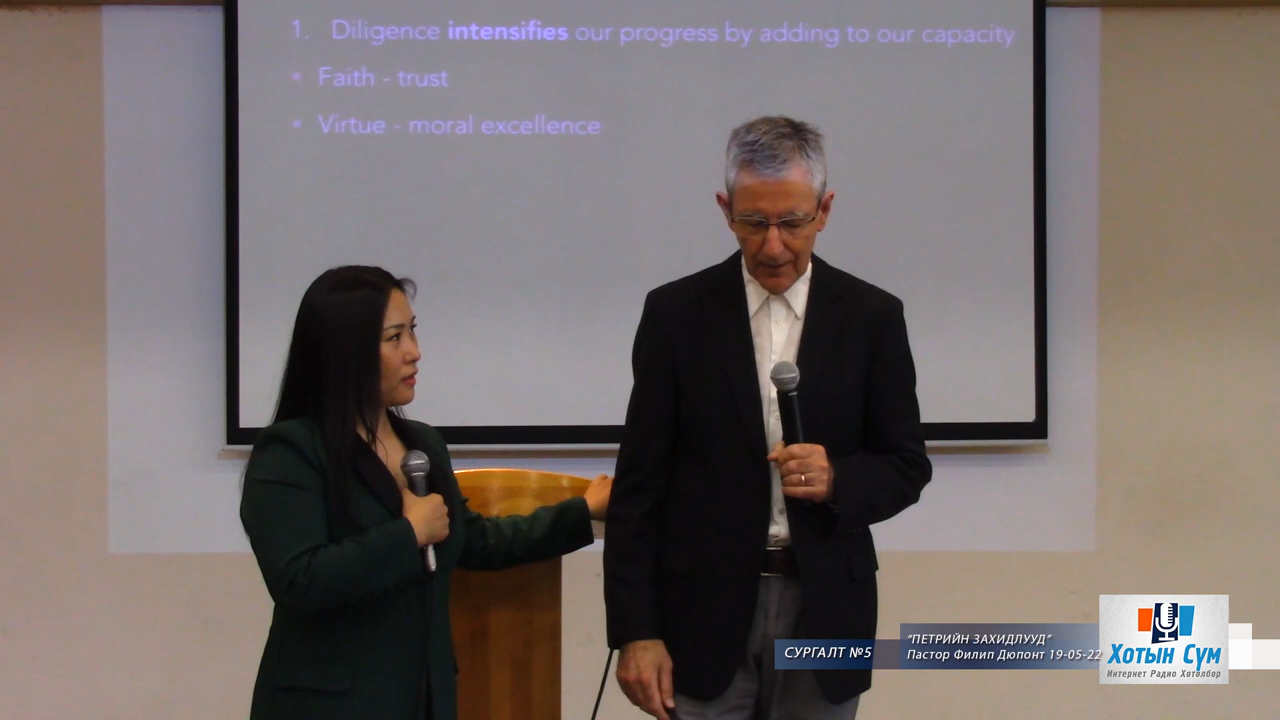 1. Diligence intensifies our progress by adding to our capacity
• Faith - trust
• Virtue - moral excellence
СУРГАЛТ №5
"ПЕТРИЙН ЗАХИДЛУУД"
Пастор Филип Дюпонт 19-05-22
Хотын Сүм
Интернет Радио Хөтөлбөр